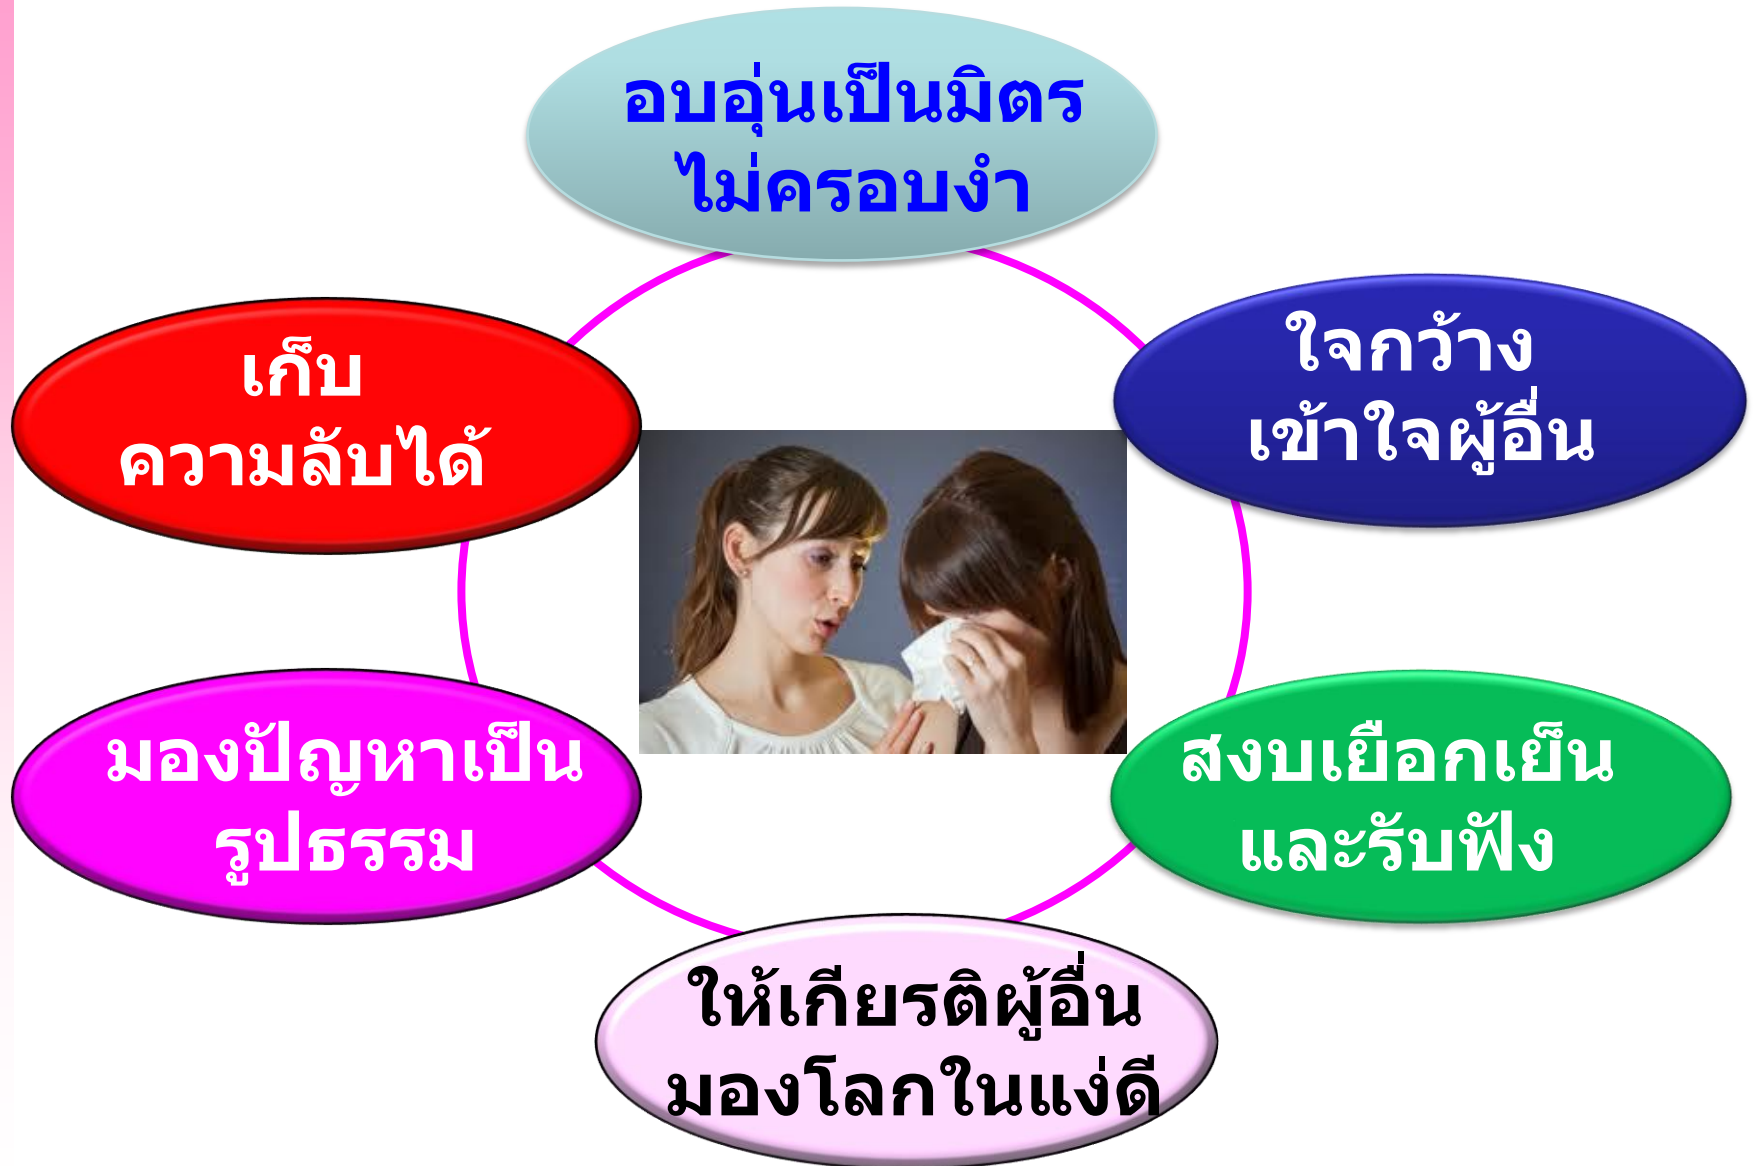 อบอุ่นเป็นมิตร
ไม่ครอบงำ
ใจกว้าง
เข้าใจผู้อื่น
สงบเยือกเย็น
และรับฟัง
ให้เกียรติผู้อื่น
มองโลกในแง่ดี
มองปัญหาเป็น
รูปธรรม
เก็บ
ความลับได้